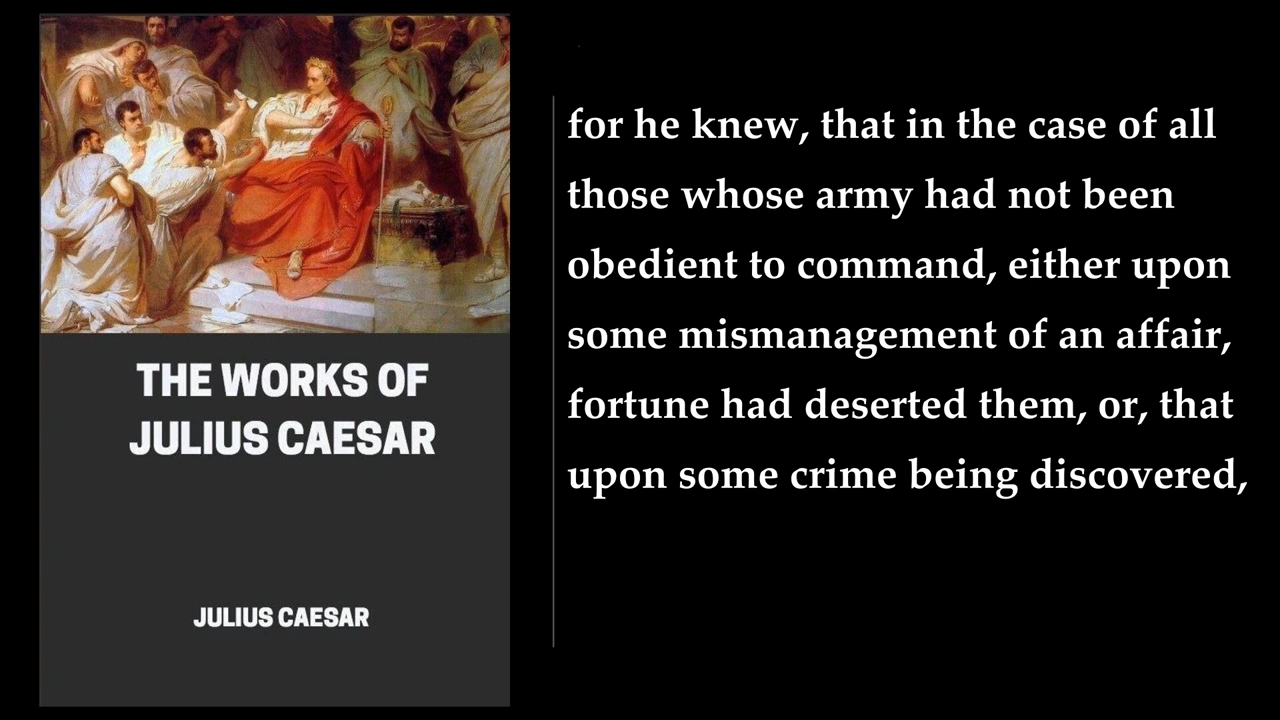 THE WORKS OF
JULIUS CAESAR
JULIUS CAESAR
for he knew, that in the case of all
those whose army had not been
obedient to command, either upon
some mismanagement of an affair,
fortune had deserted them, or, that
upon some crime being discovered,